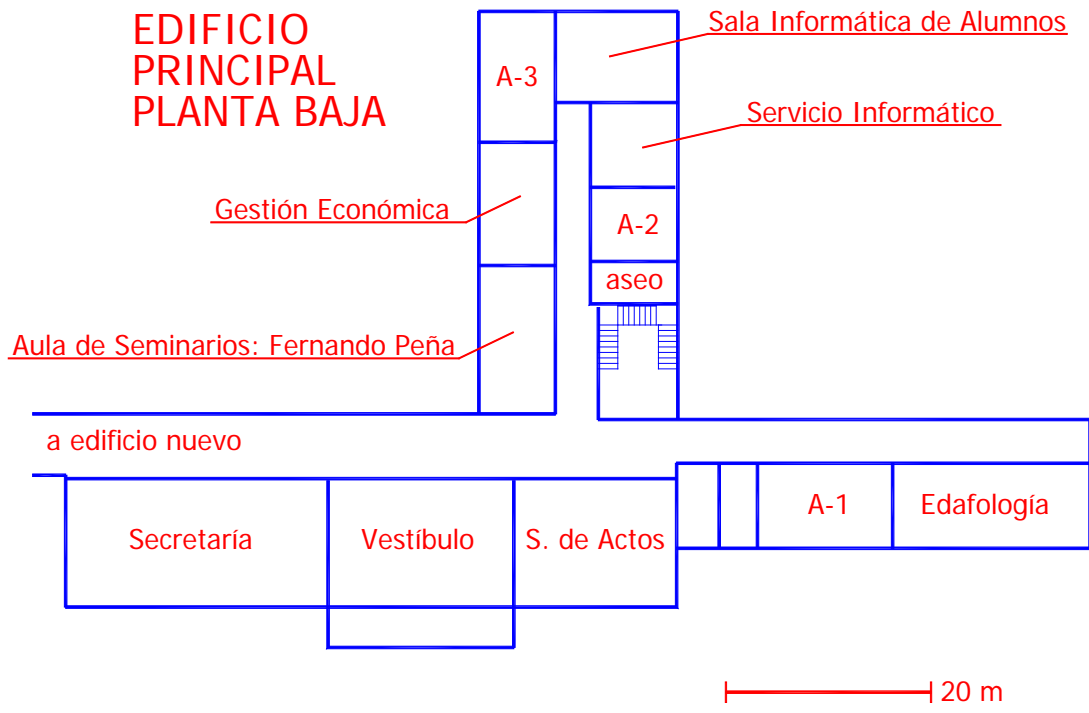 EDIFICIO
PRINCIPAL
PLANTA BAJA
Sala Informática de Alumnos
A-3
Servicio Informático
Gestión Económica
A-2
aseo
Aula de Seminarios: Fernando Peña
a edificio nuevo
Secretaría
Vestíbulo
S. de Actos
A-1
Edafología
20 m